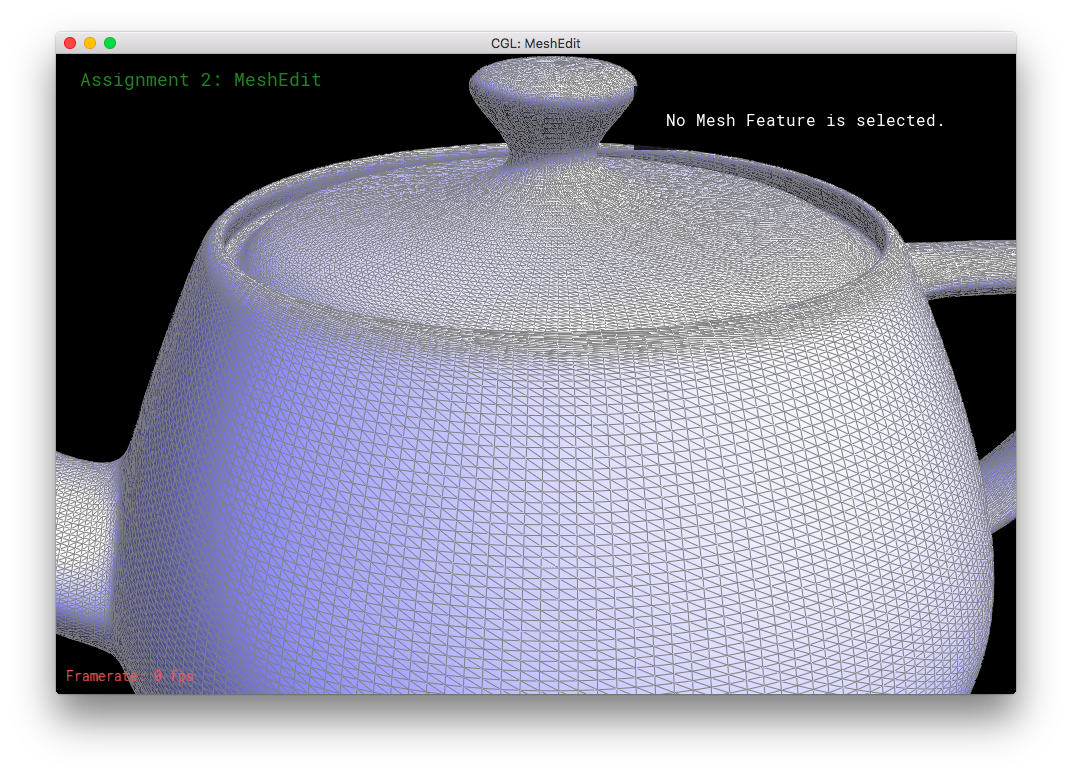 CGL: MeshEdit
Assignment 2: MeshEdit
No Mesh Feature is selected.
Framerate: 0 fps